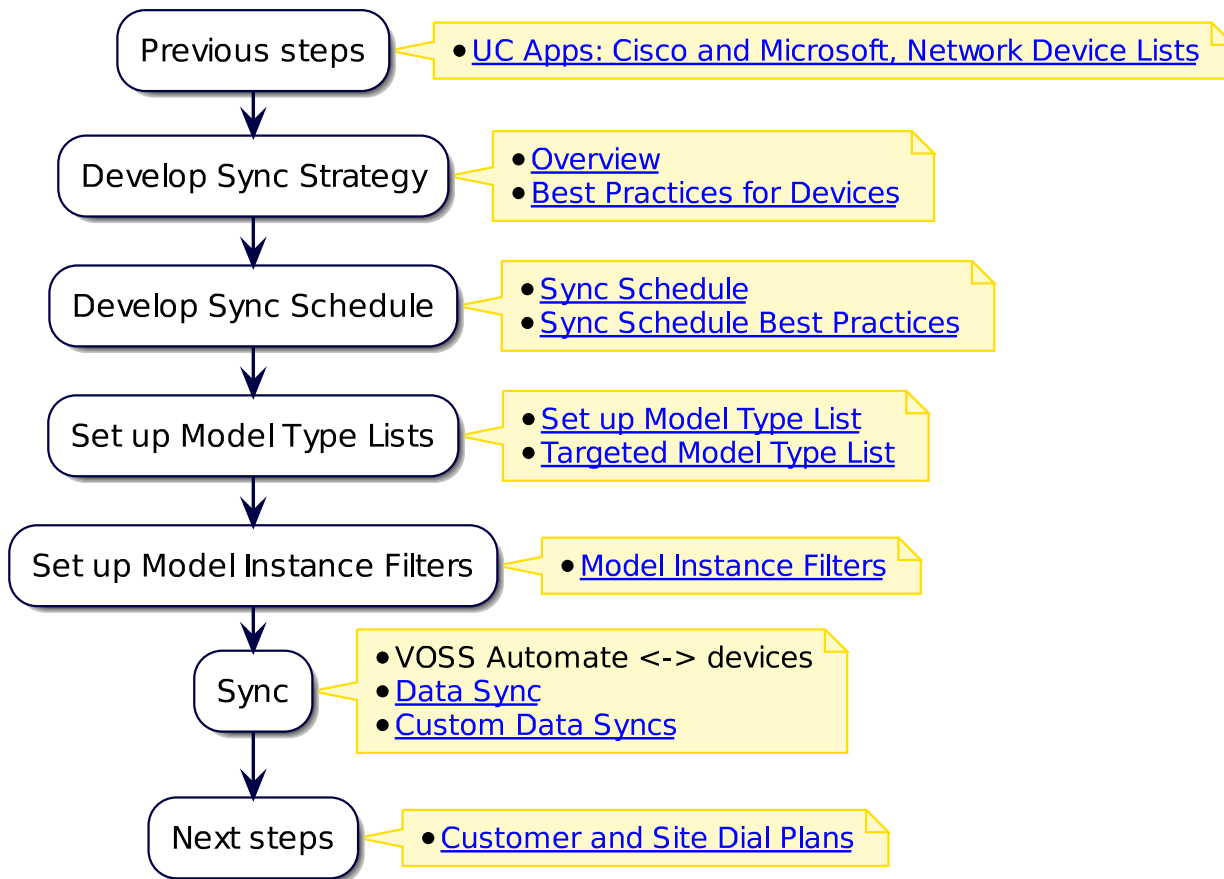 Previous steps
•UC Apps: Cisco and Microsoft, Network Device Lists
Develop Sync Strategy
•Overview
•Best Practices for Devices
Develop Sync Schedule
•Sync Schedule
•Sync Schedule Best Practices
Set up Model Type Lists
•Set up Model Type List
•Targeted Model Type List
Set up Model Instance Filters
•Model Instance Filters
Sync
•VOSS Automate <-> devices
•Data Sync
•Custom Data Syncs
Next steps
•Customer and Site Dial Plans